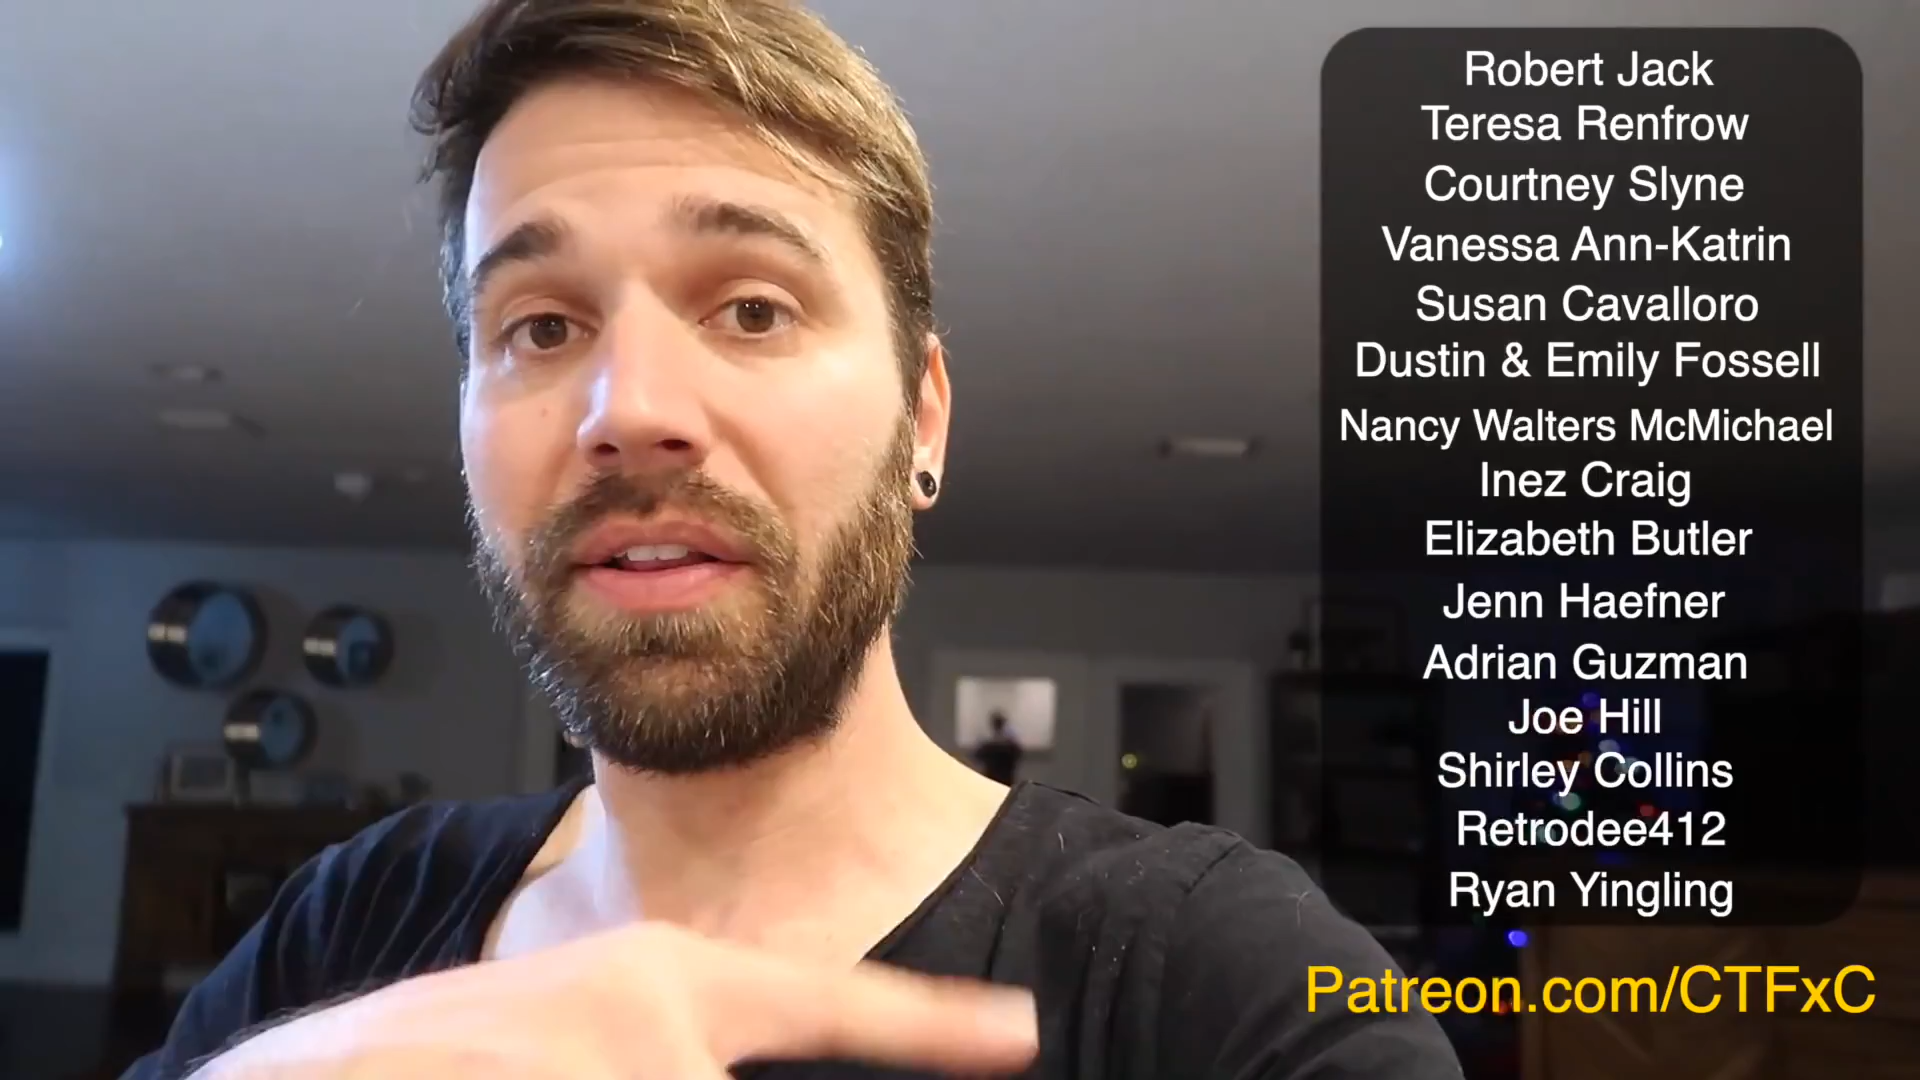 Robert Jack
Teresa Renfrow
Courtney Slyne
Vanessa Ann-Katrin
Susan Cavalloro
Dustin & Emily Fossell
Nancy Walters McMichael
Inez Craig
Elizabeth Butler
Jenn Haefner
Adrian Guzman
Joe Hill
Shirley Collins
Retrodee412
Ryan Yingling
Patreon.com/CTFxC